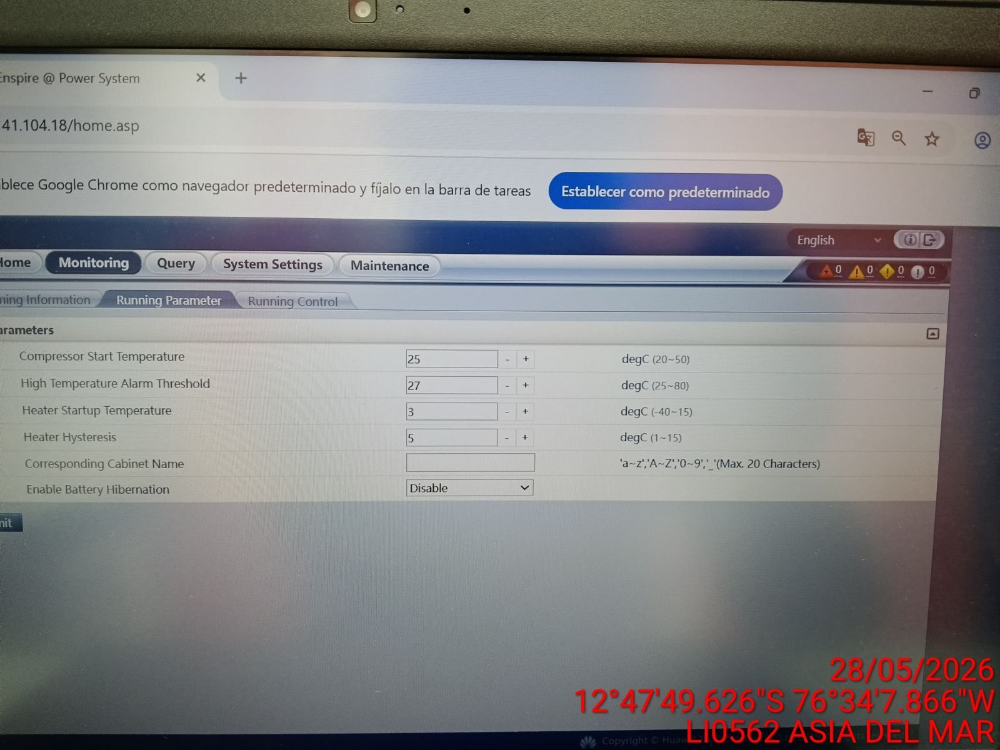 Enspire @ Power System
41.104.18/home.asp
blece Google Chrome como navegador predeterminado y fíjalo en la barra de tareas
Establecer como predeterminado
English
Home Monitoring Query System Settings Maintenance
0 0 0 0
ning Information Running Parameter Running Control
arameters
Compressor Start Temperature 25 - + degC (20~50)
High Temperature Alarm Threshold 27 - + degC (25~80)
Heater Startup Temperature 3 - + degC (-40~15)
Heater Hysteresis 5 - + degC (1~15)
Corresponding Cabinet Name 'a~z','A~Z','0~9','_'(Max. 20 Characters)
Enable Battery Hibernation Disable
nit
28/05/2026
12°47'49.626"S 76°34'7.866"W
LI0562 ASIA DEL MAR
Copyright © Huaw